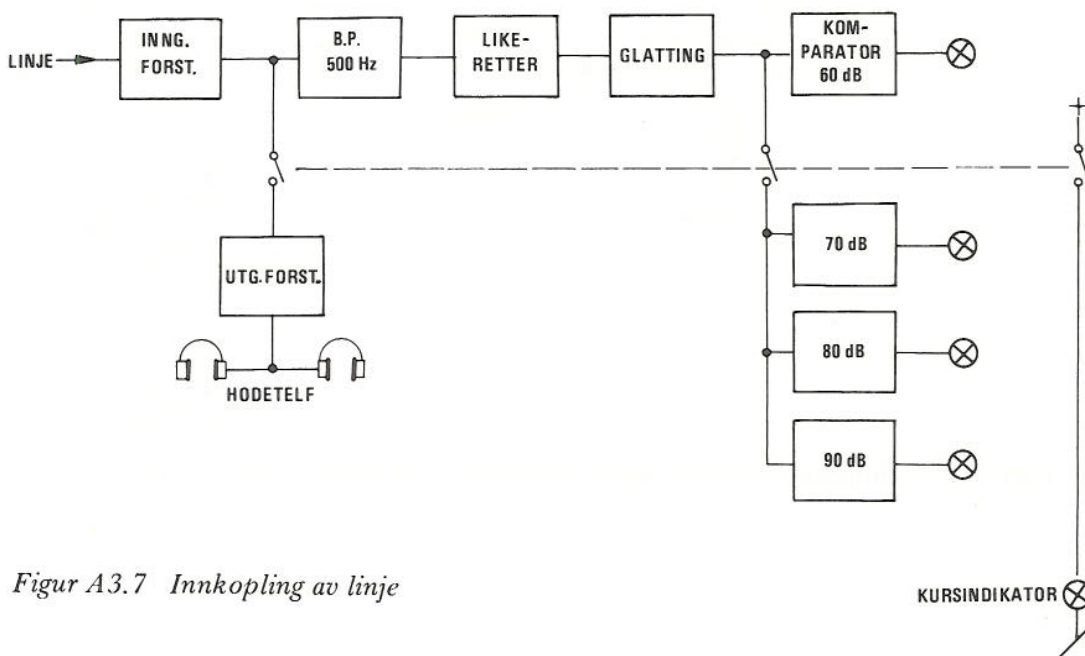 LINJE
INNG.
FORST.
B.P.
500 Hz
LIKE-
RETTER
GLATTING
KOM-
PARATOR
60 dB
+
UTG.FORST.
HODETELF
70 dB
80 dB
90 dB
Figur A3.7 Innkopling av linje
KURSINDIKATOR